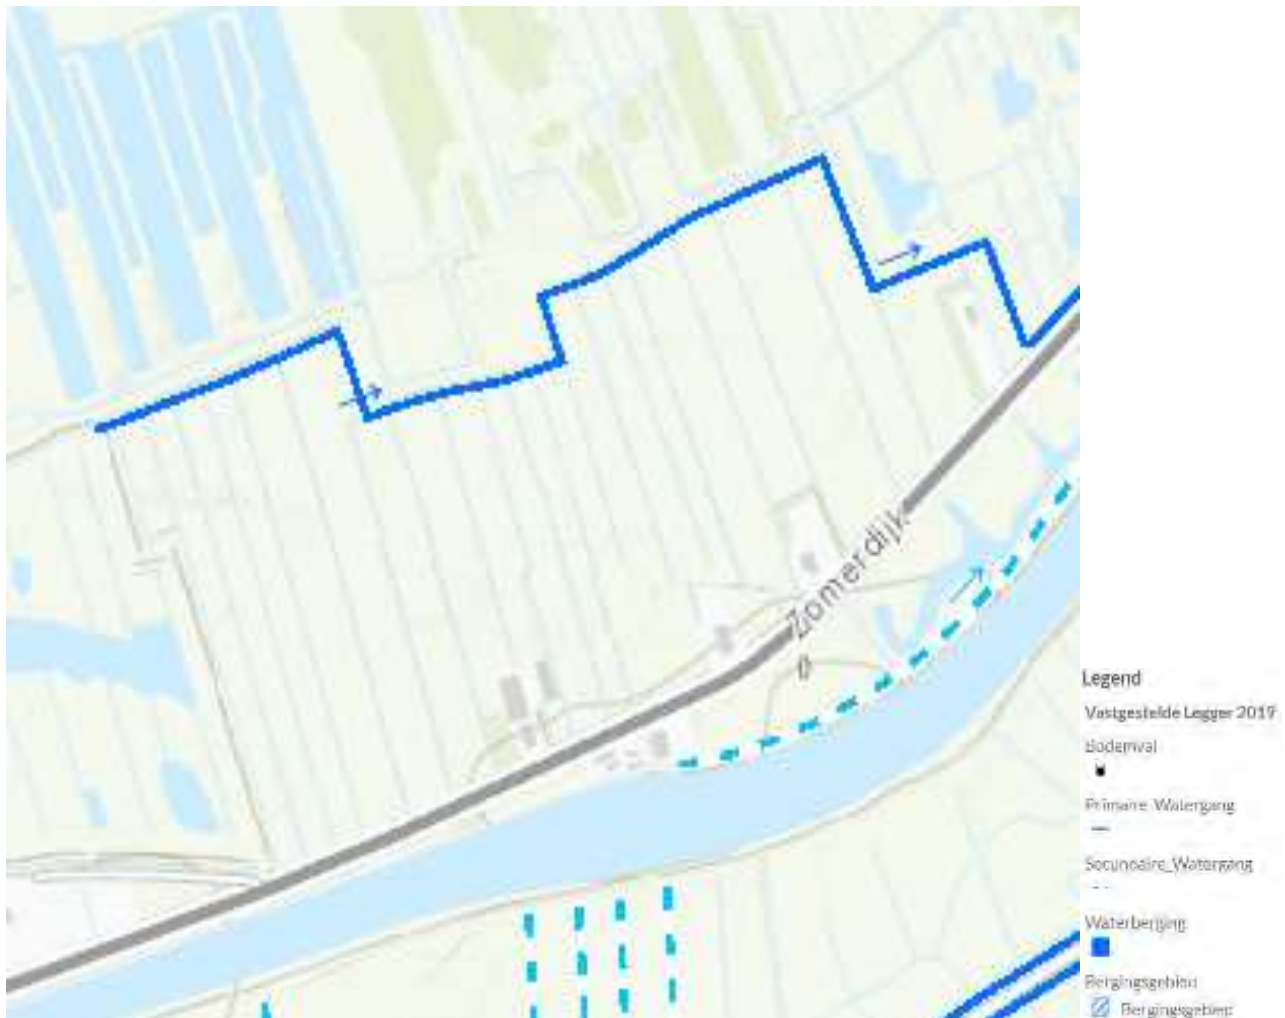 Zomerdijk
Legend
Vastgestelde Legger 2019
Bodemval
Primaire Watergang
Secundaire_Watergang
Waterberging
Bergingsgebied
Bergingsgebied